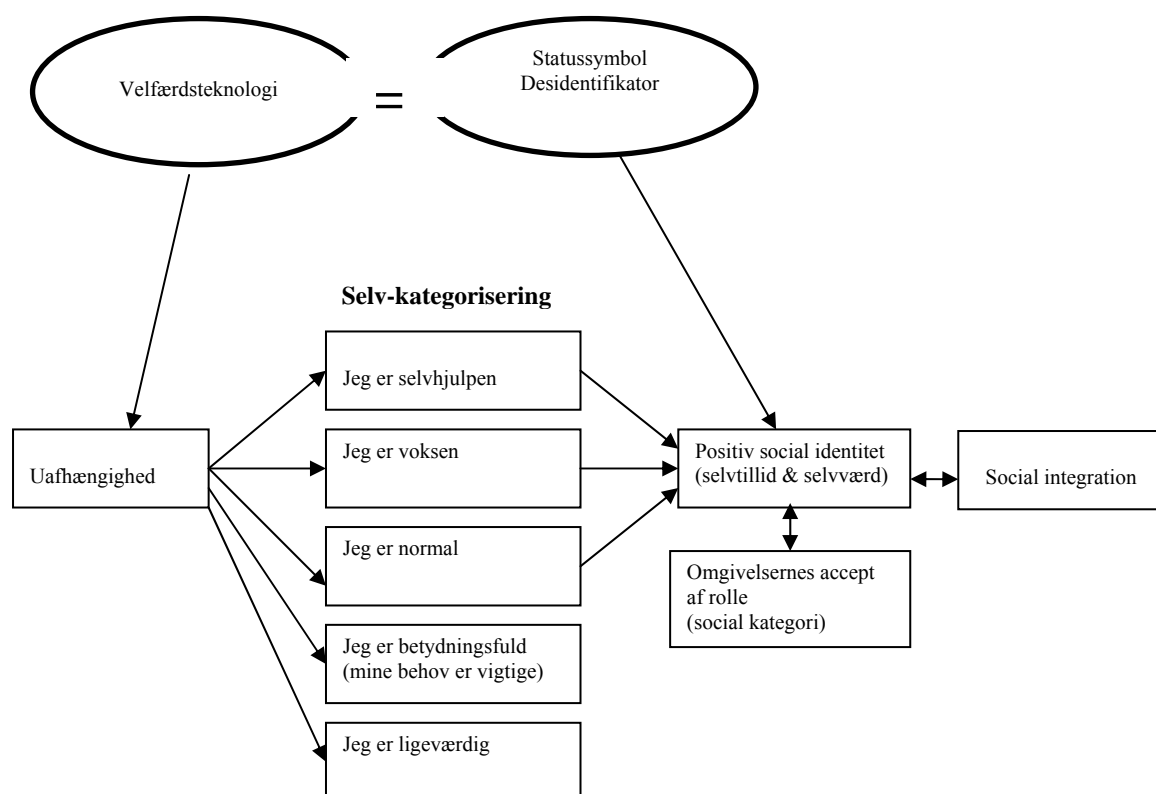 Velfærdsteknologi
=
Statussymbol
Desidentifikator
Selv-kategorisering
Jeg er selvhjulpen
Uafhængighed
Jeg er voksen
Positiv social identitet
(selvtillid & selvværd)
Social integration
Jeg er normal
Omgivelsernes accept
af rolle
(social kategori)
Jeg er betydningsfuld
(mine behov er vigtige)
Jeg er ligeværdig